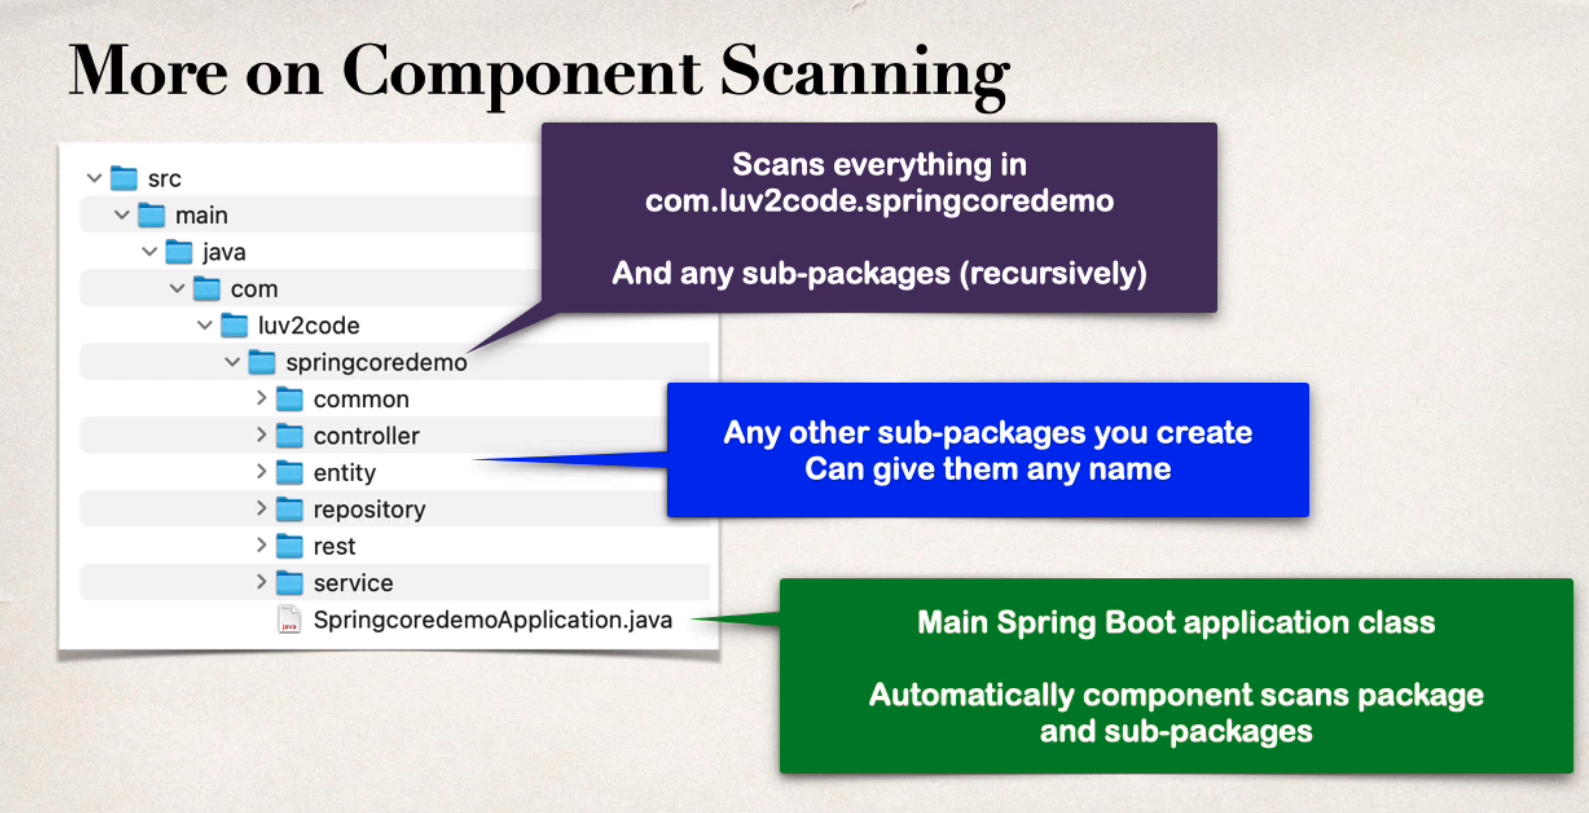 More on Component Scanning
src
main
java
com
luv2code
springcoredemo
common
controller
entity
repository
rest
service
java
SpringcoredemoApplication.java
Scans everything in
com.luv2code.springcoredemo
And any sub-packages (recursively)
Any other sub-packages you create
Can give them any name
Main Spring Boot application class
Automatically component scans package
and sub-packages